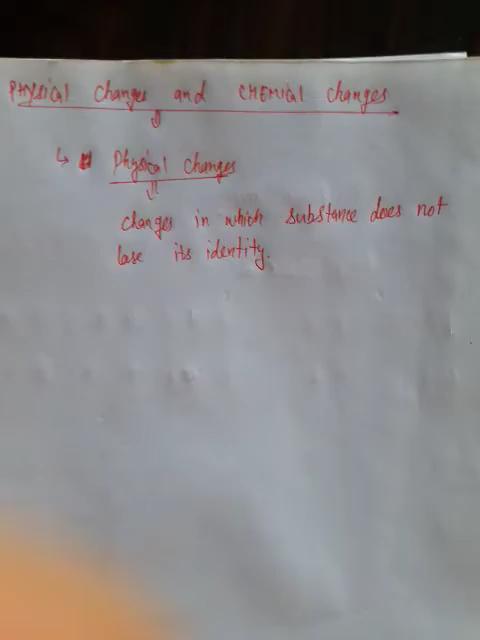 Physical changes and CHEMICAL changes
↳ Physical changes
changes in which substance does not
lose its identity.